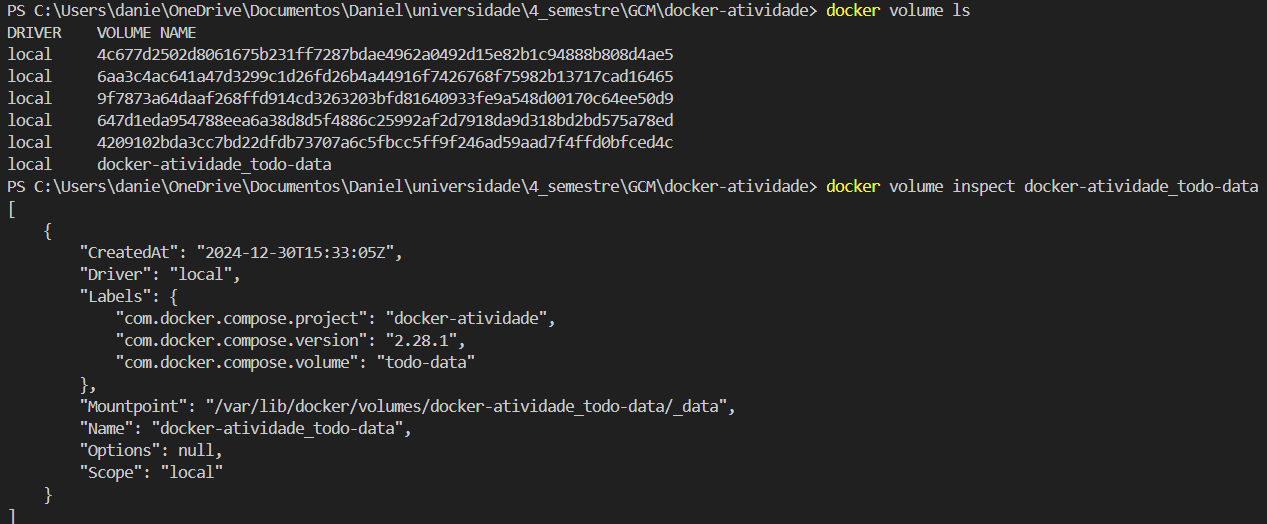 PS C:\Users\danie\OneDrive\Documentos\Daniel\universidade\4_semestre\GCM\docker-atividade> docker volume ls
DRIVER    VOLUME NAME
local     4c677d2502d8061675b231ff7287bdae4962a0492d15e82b1c94888b808d4ae5
local     6aa3c4ac641a47d3299c1d26fd26b4a44916f7426768f75982b13717cad16465
local     9f7873a64daaf268ffd914cd3263203bfd81640933fe9a548d00170c64ee50d9
local     647d1eda954788eea6a38d8d5f4886c25992af2d7918da9d318bd2bd575a78ed
local     4209102bda3cc7bd22dfdb73707a6c5fbcc5ff9f246ad59aad7f4ffd0bfced4c
local     docker-atividade_todo-data
PS C:\Users\danie\OneDrive\Documentos\Daniel\universidade\4_semestre\GCM\docker-atividade> docker volume inspect docker-atividade_todo-data
[
    {
        "CreatedAt": "2024-12-30T15:33:05Z",
        "Driver": "local",
        "Labels": {
            "com.docker.compose.project": "docker-atividade",
            "com.docker.compose.version": "2.28.1",
            "com.docker.compose.volume": "todo-data"
        },
        "Mountpoint": "/var/lib/docker/volumes/docker-atividade_todo-data/_data",
        "Name": "docker-atividade_todo-data",
        "Options": null,
        "Scope": "local"
    }
]